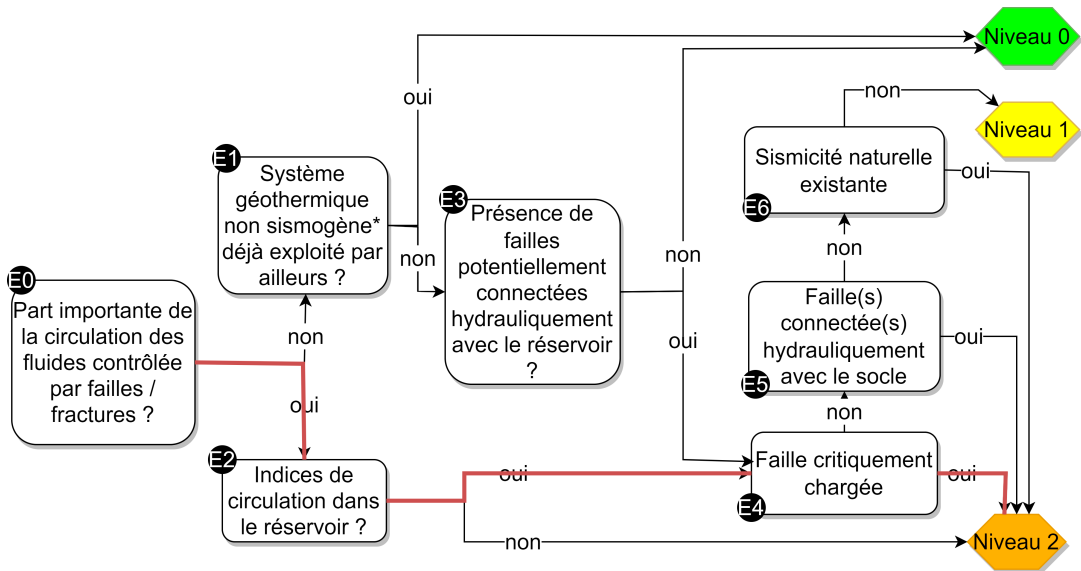 Niveau 0
oui
non
Niveau 1
E1
Système
géothermique
non sismogène*
déjà exploité par
ailleurs ?
E3
Présence de
failles
potentiellement
connectées
hydrauliquement
avec le réservoir
?
Sismicité naturelle
existante
E6
oui
non
non
non
E0
Part importante de
la circulation des
fluides contrôlée
par failles /
fractures ?
non
oui
oui
Faille(s)
connectée(s)
hydrauliquement
avec le socle
E5
oui
non
E2
Indices de
circulation dans
le réservoir ?
oui
non
Faille critiquement
chargée
E4
oui
Niveau 2